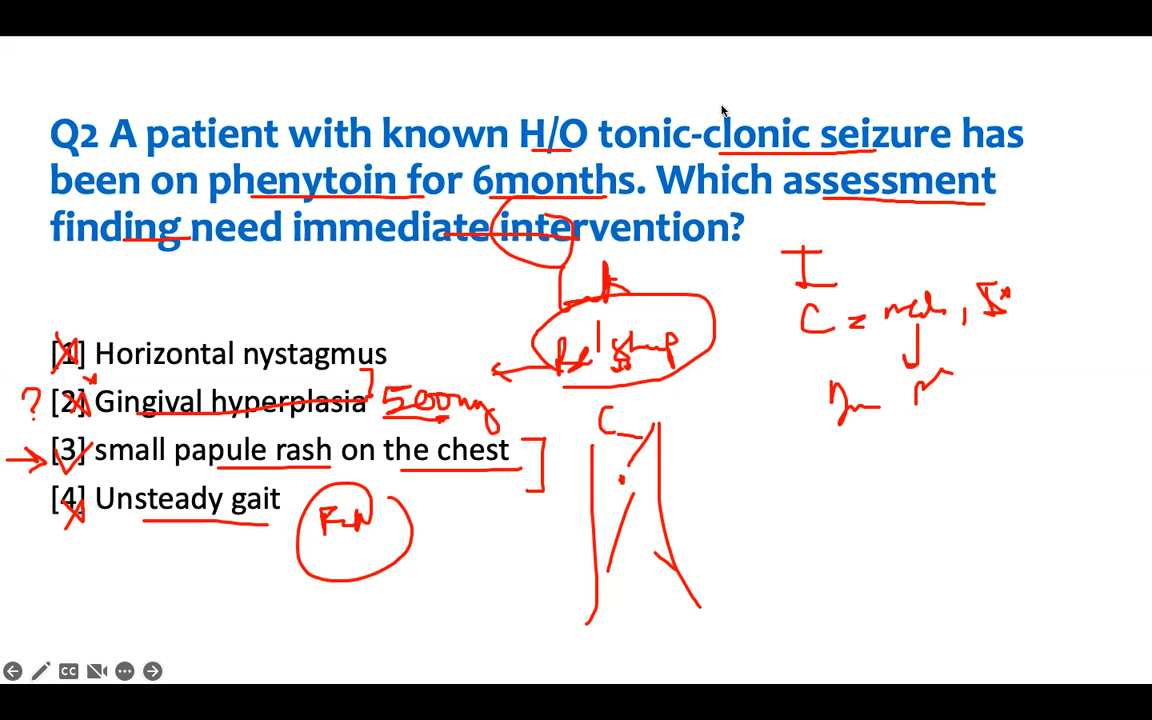 Q2 A patient with known H/O tonic-clonic seizure has
been on phenytoin for 6months. Which assessment
finding need immediate intervention?
[1] Horizontal nystagmus
? [2] Gingival hyperplasia 500mg
[3] small papule rash on the chest
C
[4] Unsteady gait
C =
CC